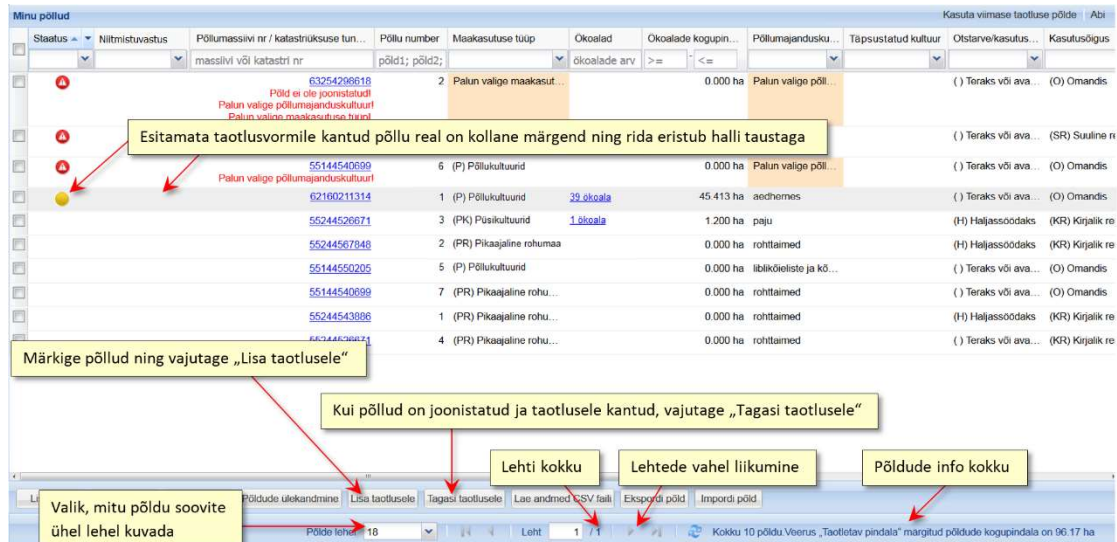 Minu põllud Kasuta viimase taotluse põlde Abi
Staatus Niitmistuvastus Põllumassiivi nr / katastriüksuse tun... Põllu number Maakasutuse tüüp Ökoalad Ökoalade kogupin... Põllumajandusku... Täpsustatud kultuur Otstarve/kasutus... Kasutusõigus
massiivi või katastri nr põld1; põld2; ökoalade arv >= - <=
63254298618 2 Palun valige maakasut... 0.000 ha Palun valige põll... ( ) Teraks või ava... (O) Omandis
Põld ei ole joonistatud!
Palun valige põllumajanduskultuur!
Palun valige maakasutuse tüüp!
Esitamata taotlusvormile kantud põllu real on kollane märgend ning rida eristub halli taustaga
( ) Teraks või ava... (SR) Suuline re
55144540699 6 (P) Põllukultuurid 0.000 ha Palun valige põll... ( ) Teraks või ava... (O) Omandis
Palun valige põllumajanduskultuur!
62160211314 1 (P) Põllukultuurid 39 ökoala 45.413 ha aedhernes ( ) Teraks või ava... (O) Omandis
55244526671 3 (PK) Püsikultuurid 1 ökoala 1.200 ha paju (H) Haljassöödaks (KR) Kirjalik re
55244567848 2 (PR) Pikaajaline rohumaa 0.000 ha rohttaimed (H) Haljassöödaks (KR) Kirjalik re
55144550205 5 (P) Põllukultuurid 0.000 ha liblikõieliste ja kõ... ( ) Teraks või ava... (O) Omandis
55144540699 7 (PR) Pikaajaline rohu... 0.000 ha rohttaimed ( ) Teraks või ava... (O) Omandis
55244543886 1 (PR) Pikaajaline rohu... 0.000 ha rohttaimed (H) Haljassöödaks (KR) Kirjalik re
55244526671 4 (PR) Pikaajaline rohu... 0.000 ha rohttaimed ( ) Teraks või ava... (KR) Kirjalik re
Märkige põllud ning vajutage „Lisa taotlusele“
Kui põllud on joonistatud ja taotlusele kantud, vajutage „Tagasi taotlusele“
Lehti kokku
Lehtede vahel liikumine
Põldude info kokku
Põldude ülekandmine Lisa taotlusele Tagasi taotlusele Lae andmed CSV faili Ekspordi põld Impordi põld
Valik, mitu põldu soovite
ühel lehel kuvada
Põlde lehel 18 Leht 1 / 1 Kokku 10 põldu.Veerus „Taotletav pindala” märgitud põldude kogupindala on 96.17 ha